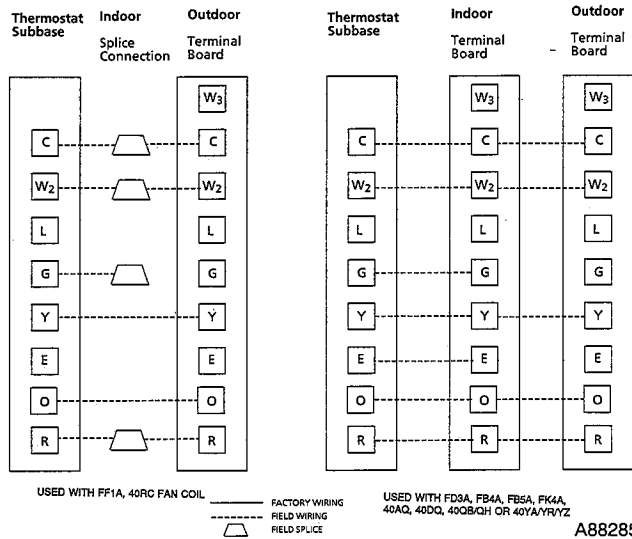 Thermostat Subbase
Indoor
Splice Connection
Outdoor
Terminal Board
W3
C
C
W2
W2
L
L
G
G
Y
Y
E
E
O
O
R
R
USED WITH FF1A, 40RC FAN COIL
Thermostat Subbase
Indoor
Terminal Board
Outdoor
Terminal Board
W3
W3
C
C
C
W2
W2
W2
L
L
L
G
G
G
Y
Y
Y
E
E
E
O
O
O
R
R
R
FACTORY WIRING
FIELD WIRING
FIELD SPLICE
USED WITH FD3A, FB4A, FB5A, FK4A,
40AQ, 40DQ, 40QB/QH OR 40YA/YR/YZ
A88285